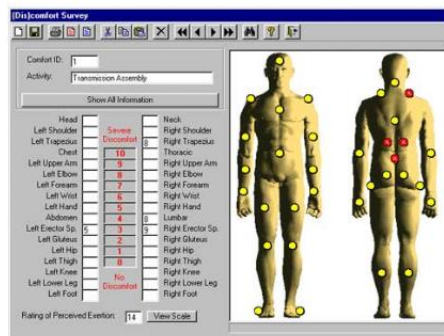 [Dis]comfort Survey
Comfort ID: 1
Activity: Transmission Assembly
Show All Information
Head Neck
Left Shoulder Severe Right Shoulder
Left Trapezius Discomfort 8 Right Trapezius
Chest 10 Thoracic
Left Upper Arm 9 Right Upper Arm
Left Elbow 8 Right Elbow
Left Forearm 7 Right Forearm
Left Wrist 6 Right Wrist
Left Hand 5 Right Hand
Abdomen 4 8 Lumbar
Left Erector Sp. 5 3 9 Right Erector Sp.
Left Gluteus 2 Right Gluteus
Left Hip 1 Right Hip
Left Thigh 0 Right Thigh
Left Knee No Right Knee
Left Lower Leg Discomfort Right Lower Leg
Left Foot Right Foot
Rating of Perceived Exertion: 14 View Scale